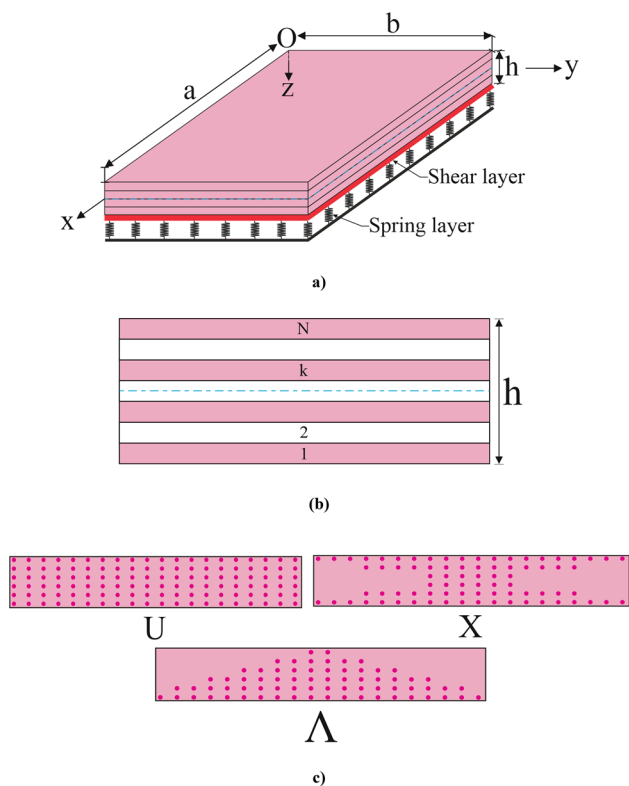 O
b
a
h
y
z
x
Shear layer
Spring layer
a)
N
k
2
1
h
(b)
U
X
Λ
c)